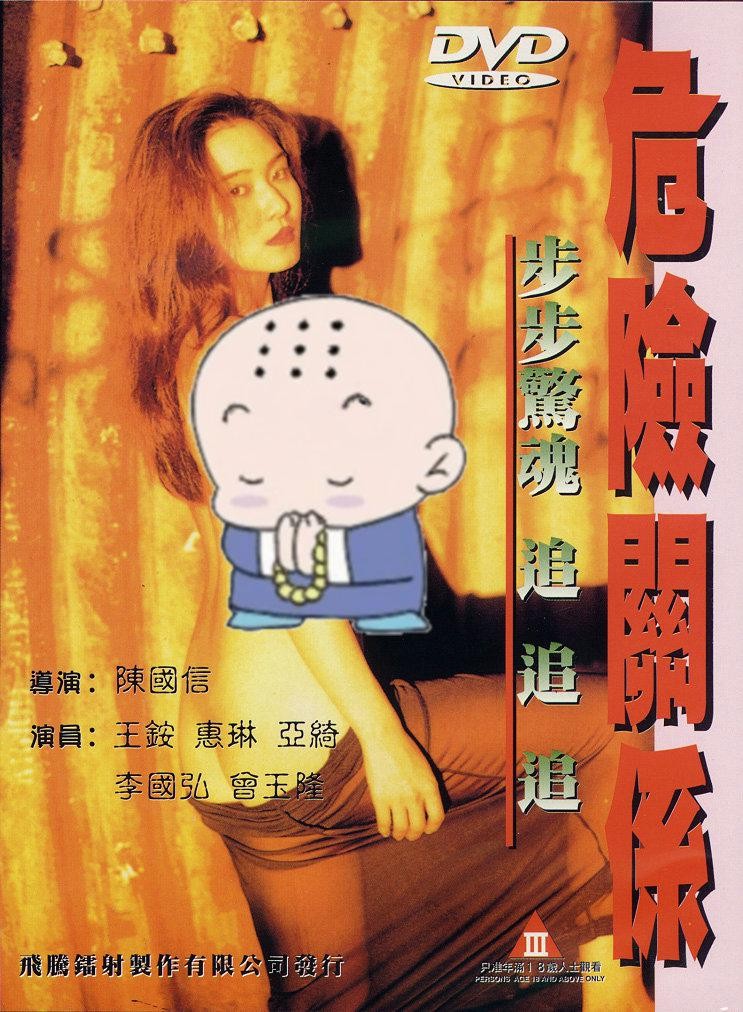 DVD
VIDEO
危險關係
步步驚魂 追 追 追
導演：陳國信
演員：王銨 惠琳 亞綺
李國弘 曾玉隆
飛騰鐳射製作有限公司發行
III
只准年滿18歲人士觀看
PERSONS AGE 18 AND ABOVE ONLY